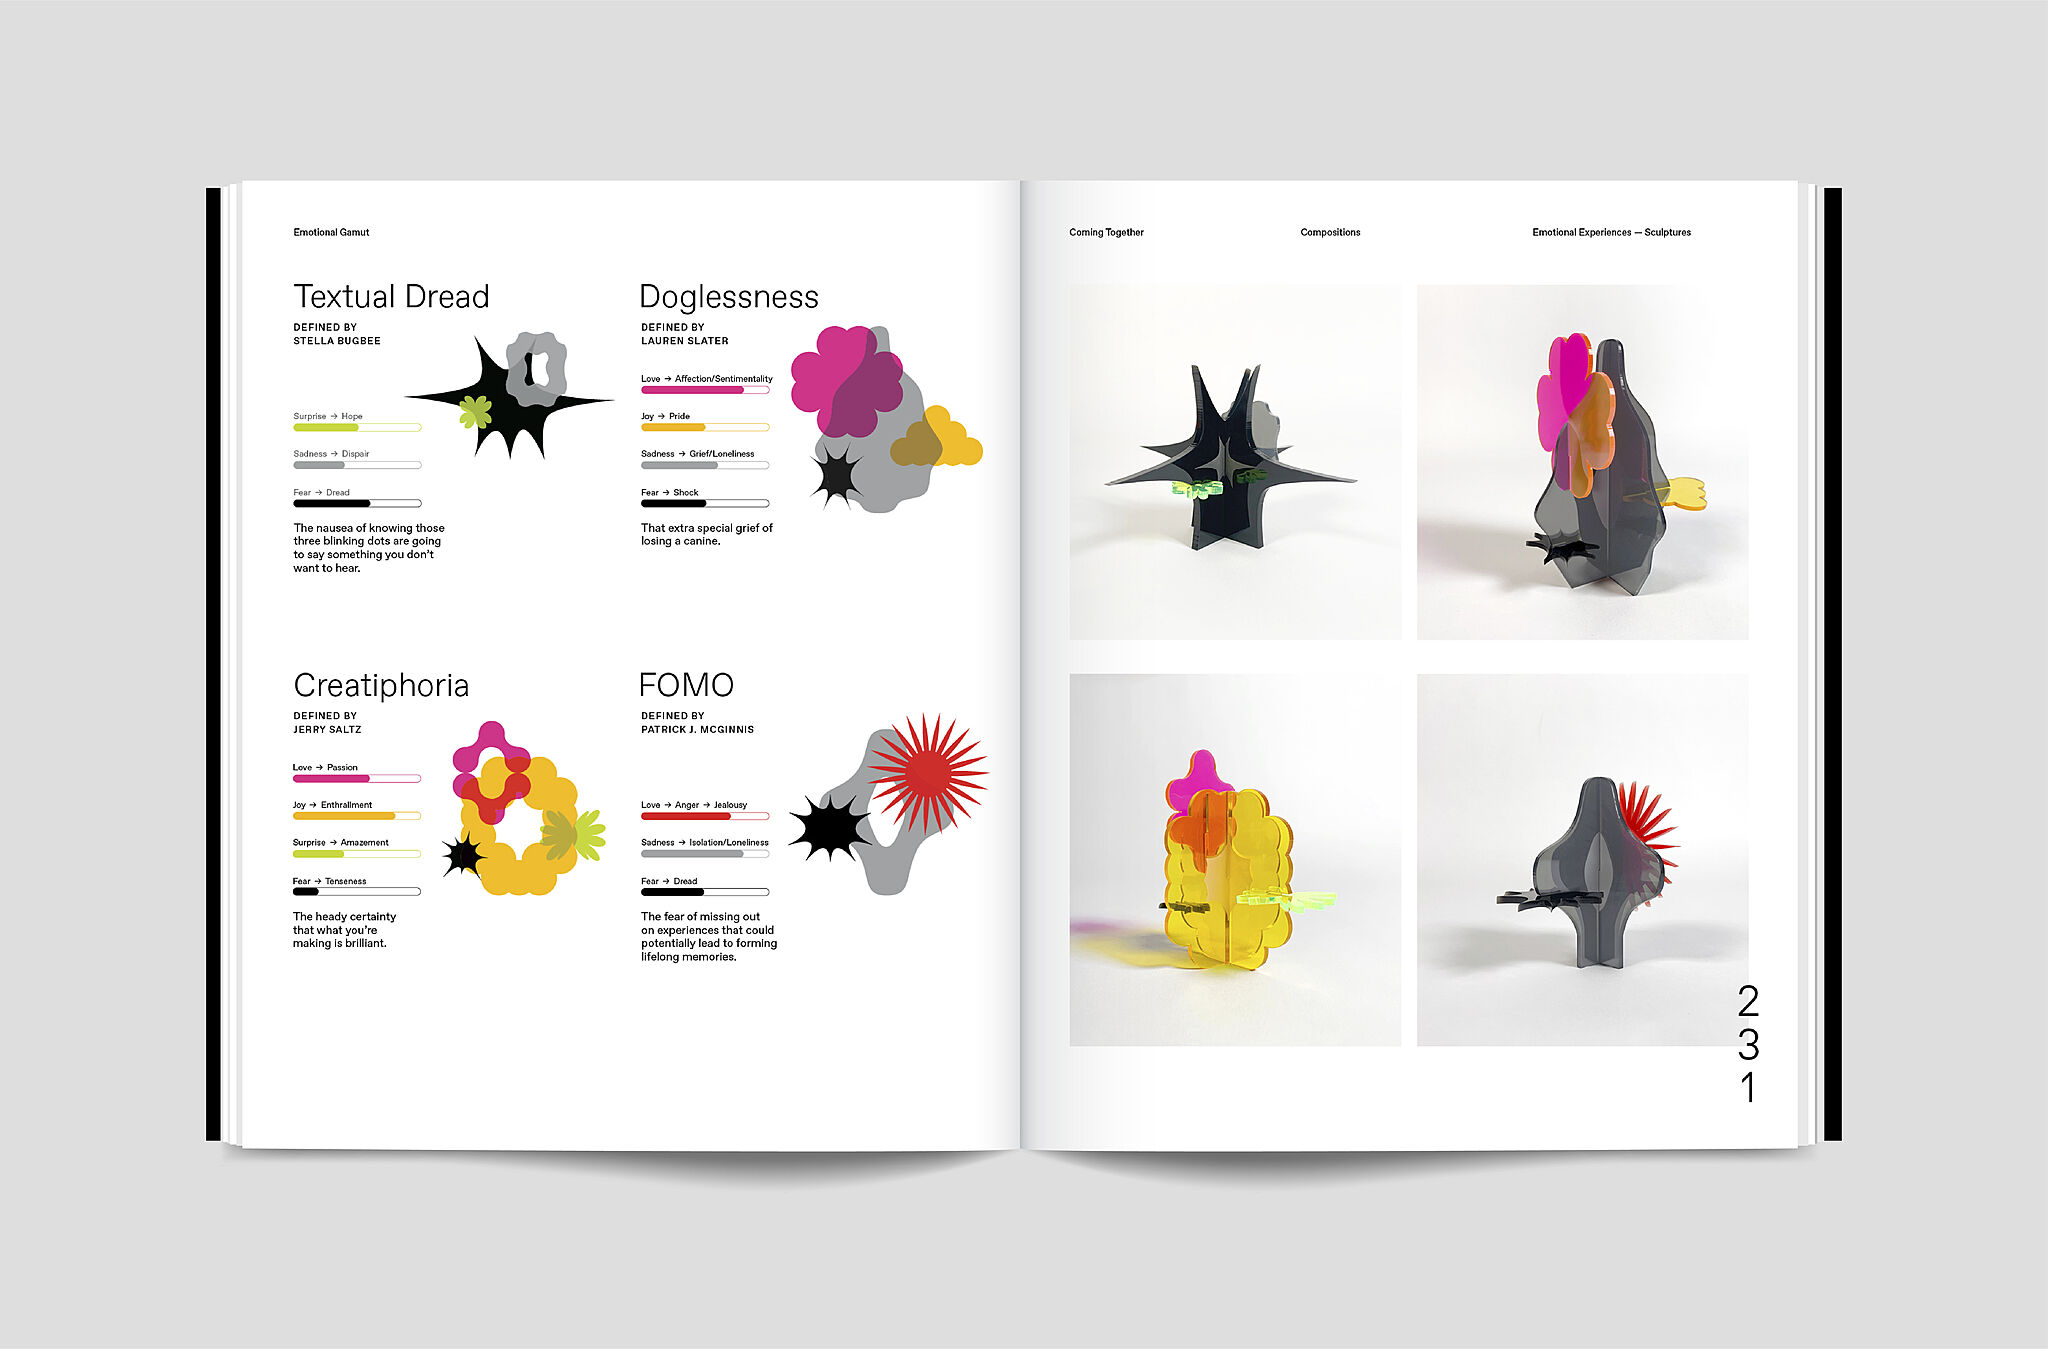 Emotional Gamut
Textual Dread
DEFINED BY
STELLA BUGBEE
Surprise → Hope
Sadness → Dispair
Fear → Dread
The nausea of knowing those
three blinking dots are going
to say something you don't
want to hear.
Doglessness
DEFINED BY
LAUREN SLATER
Love → Affection/Sentimentality
Joy → Pride
Sadness → Grief/Loneliness
Fear → Shock
That extra special grief of
losing a canine.
Creatiphoria
DEFINED BY
JERRY SALTZ
Love → Passion
Joy → Enthrallment
Surprise → Amazement
Fear → Tenseness
The heady certainty
that what you're
making is brilliant.
FOMO
DEFINED BY
PATRICK J. MCGINNIS
Love → Anger → Jealousy
Sadness → Isolation/Loneliness
Fear → Dread
The fear of missing out
on experiences that could
potentially lead to forming
lifelong memories.
Coming Together
Compositions
Emotional Experiences — Sculptures
2
3
1